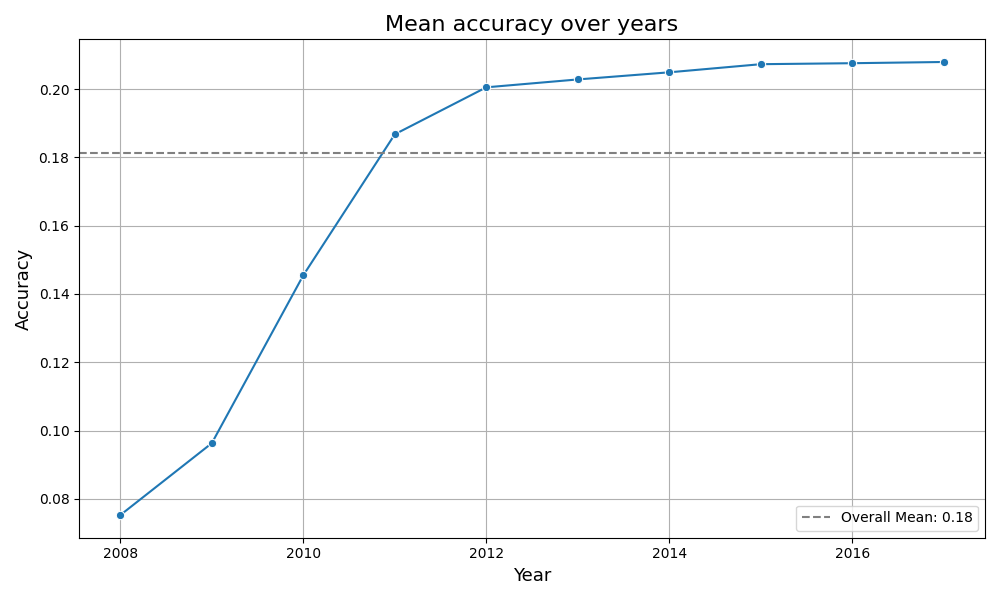 Mean accuracy over years
Accuracy
0.20
0.18
0.16
0.14
0.12
0.10
0.08
Overall Mean: 0.18
2008 2010 2012 2014 2016
Year